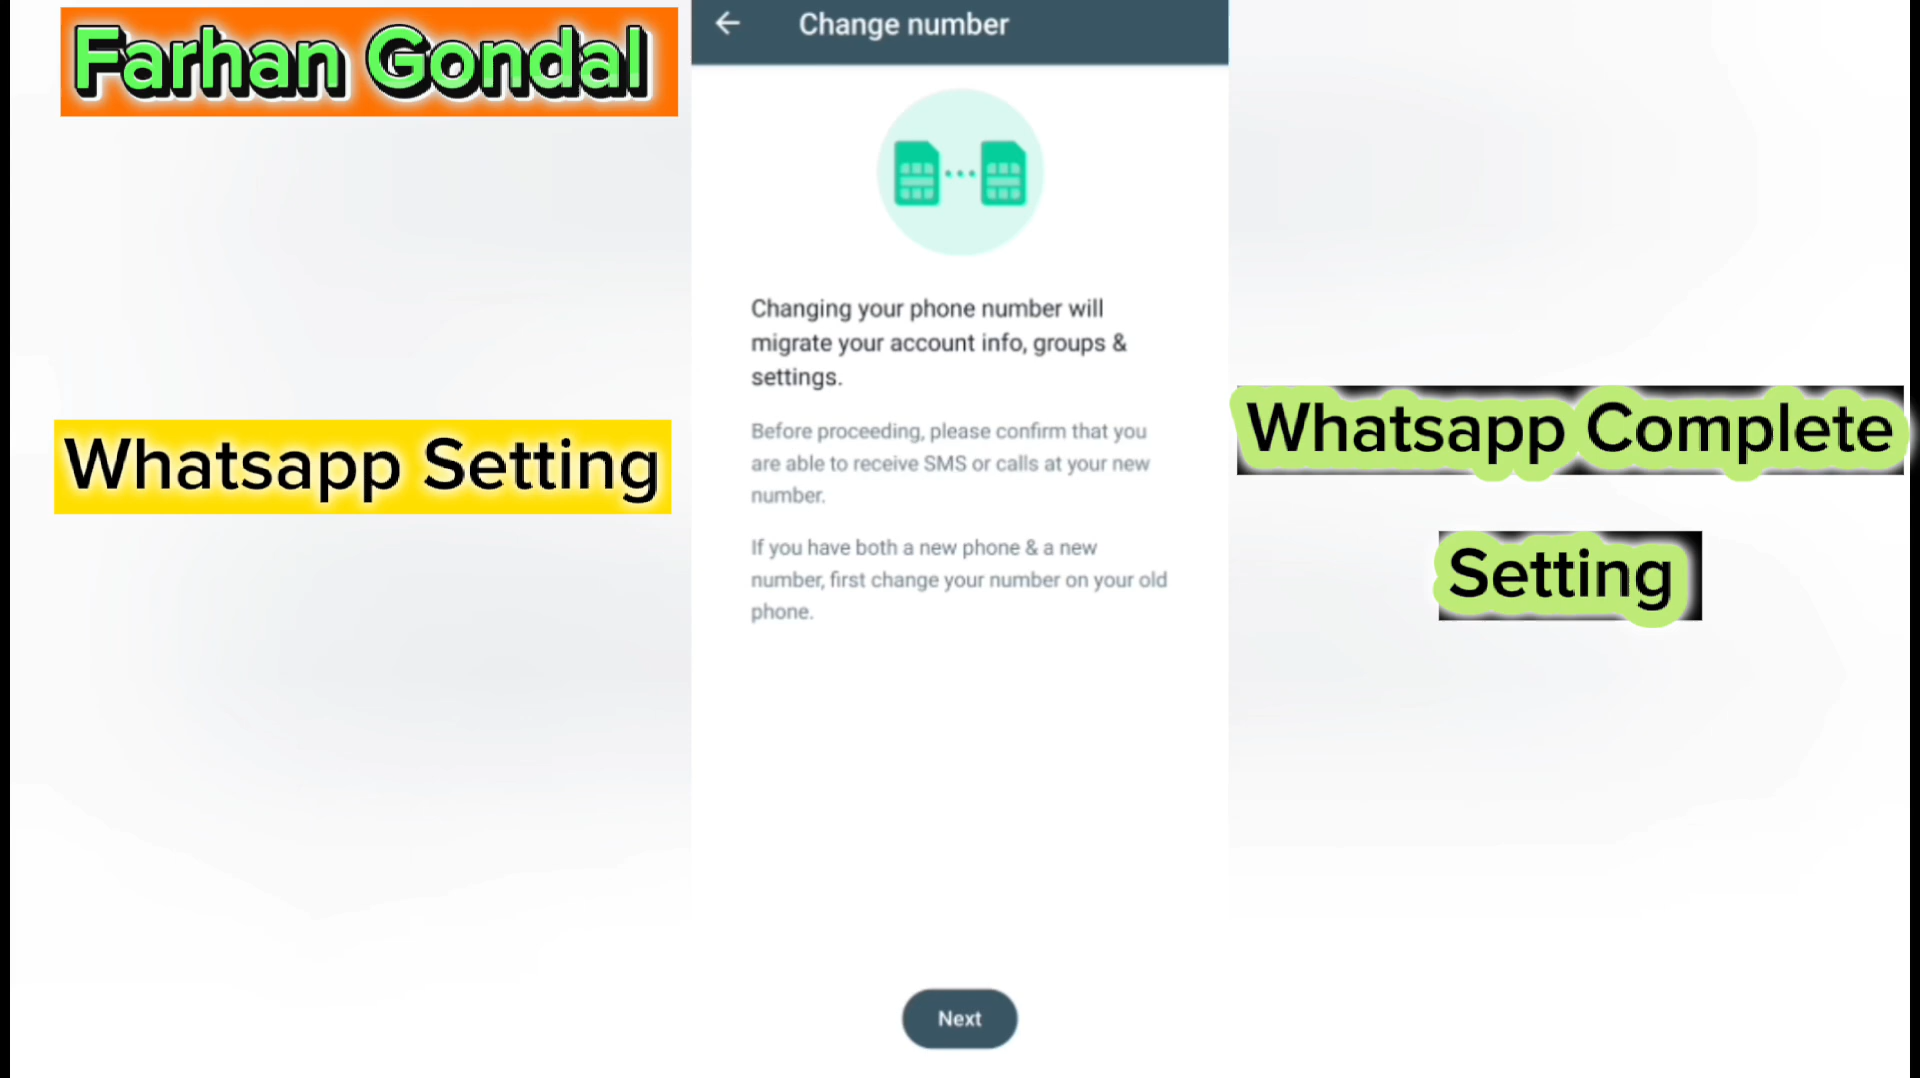 Farhan Gondal
Whatsapp Setting
Change number
Changing your phone number will
migrate your account info, groups &
settings.
Before proceeding, please confirm that you
are able to receive SMS or calls at your new
number.
If you have both a new phone & a new
number, first change your number on your old
phone.
Next
Whatsapp Complete
Setting